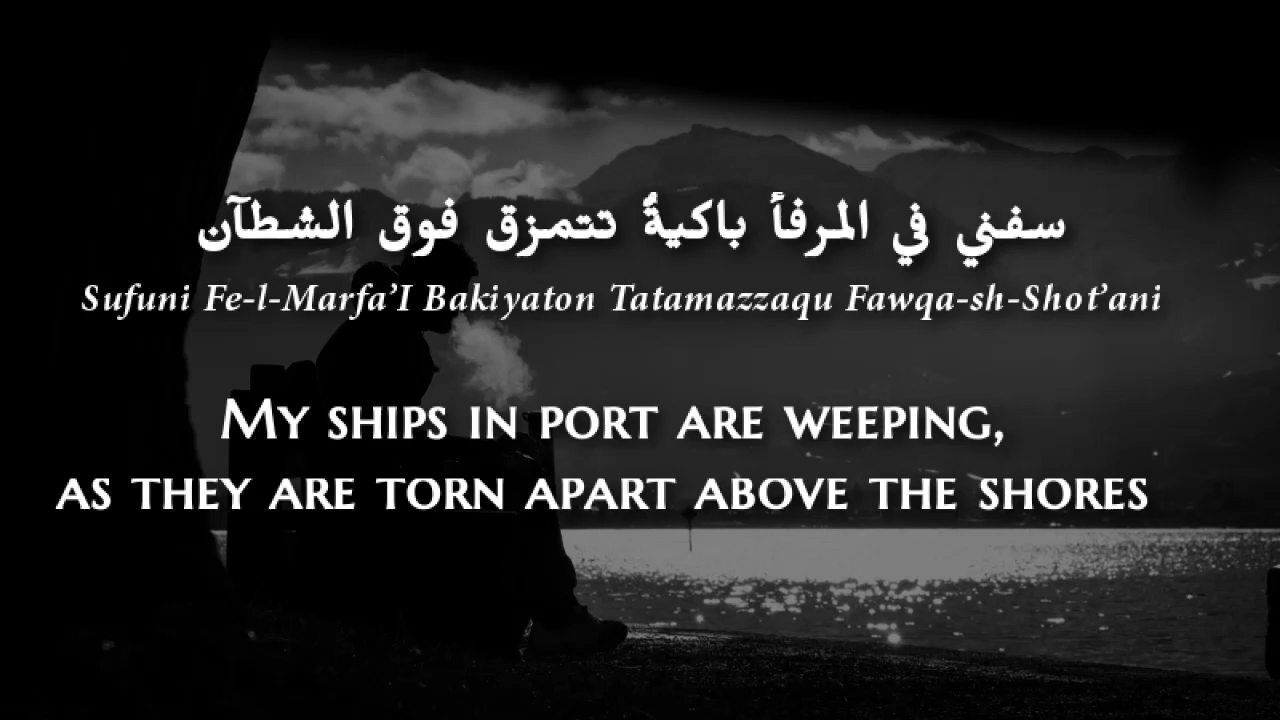 سفني في المرفأ باكيةٌ تتمزق فوق الشطآن
Sufuni Fe-l-Marfa’I Bakiyaton Tatamazzaqu Fawqa-sh-Shot’ani
My ships in port are weeping,
as they are torn apart above the shores